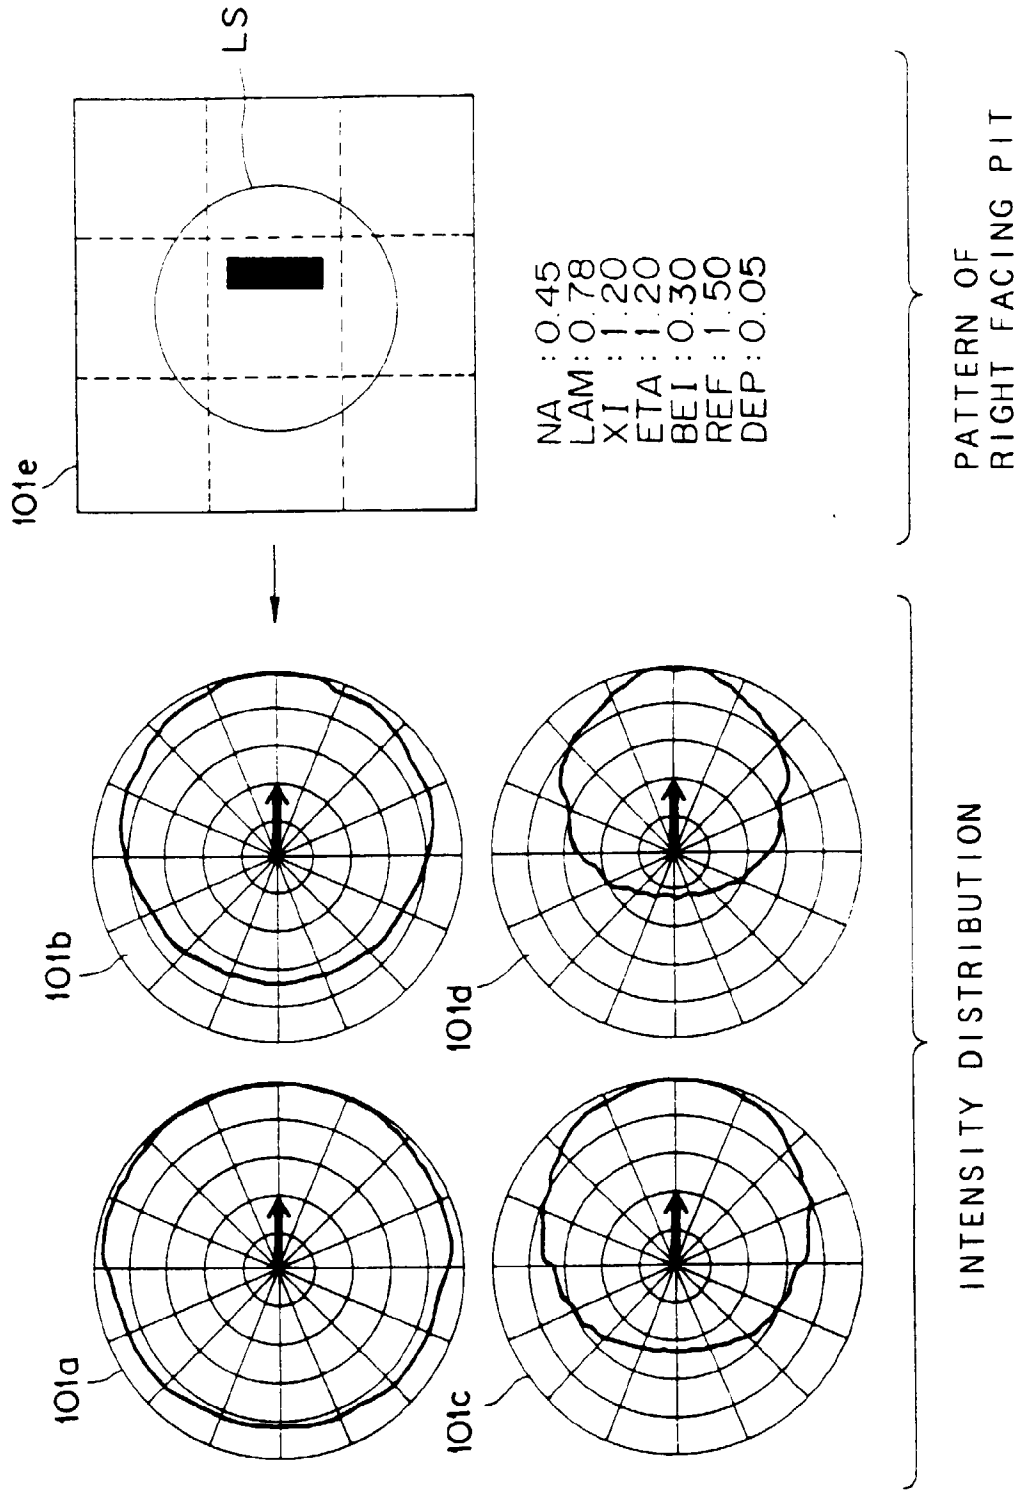 101a
101b
101c
101d
INTENSITY DISTRIBUTION
101e
LS
NA : 0.45
LAM : 0.78
XI : 1.20
ETA : 1.20
BEI : 0.30
REF : 1.50
DEP : 0.05
PATTERN OF
RIGHT FACING PIT